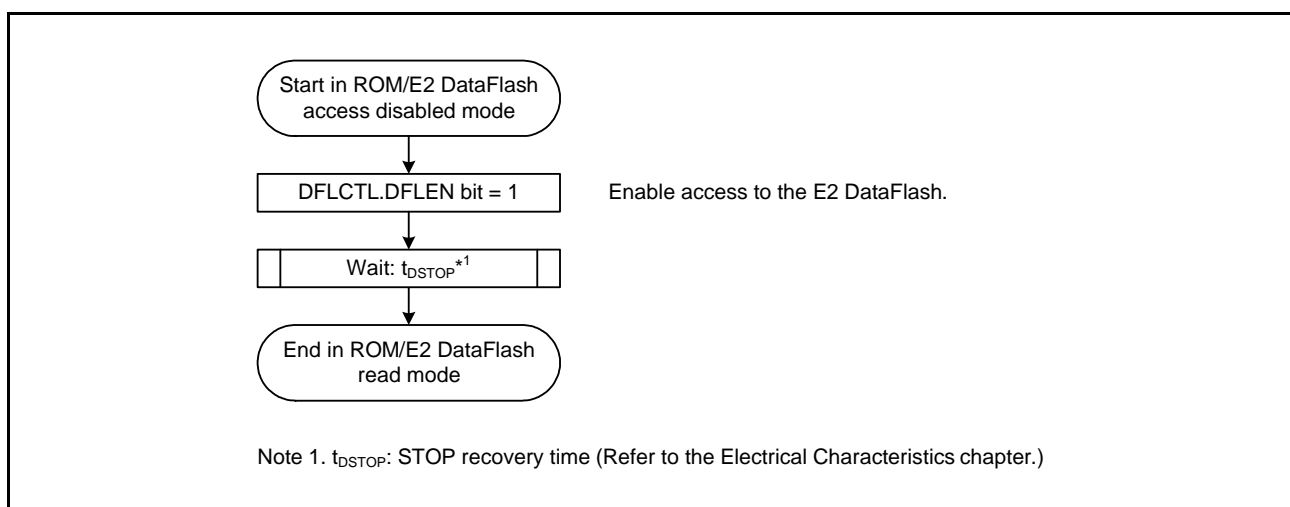 Start in ROM/E2 DataFlash
access disabled mode
DFLCTL.DFLEN bit = 1
Enable access to the E2 DataFlash.
Wait: tDSTOP*1
End in ROM/E2 DataFlash
read mode
Note 1. tDSTOP: STOP recovery time (Refer to the Electrical Characteristics chapter.)